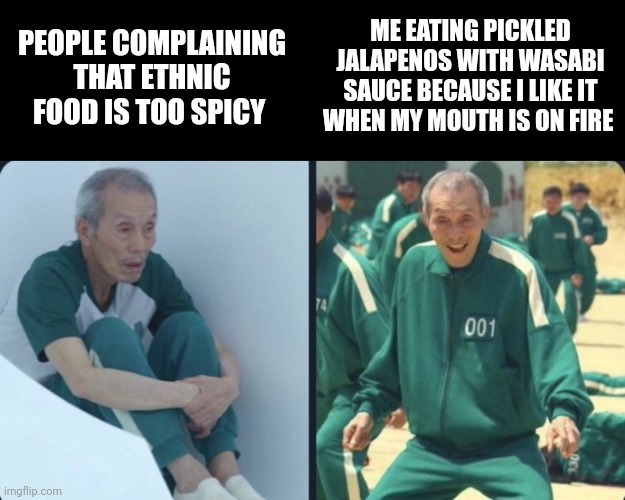 PEOPLE COMPLAINING
THAT ETHNIC
FOOD IS TOO SPICY
ME EATING PICKLED
JALAPENOS WITH WASABI
SAUCE BECAUSE I LIKE IT
WHEN MY MOUTH IS ON FIRE
74
001
imgflip.com